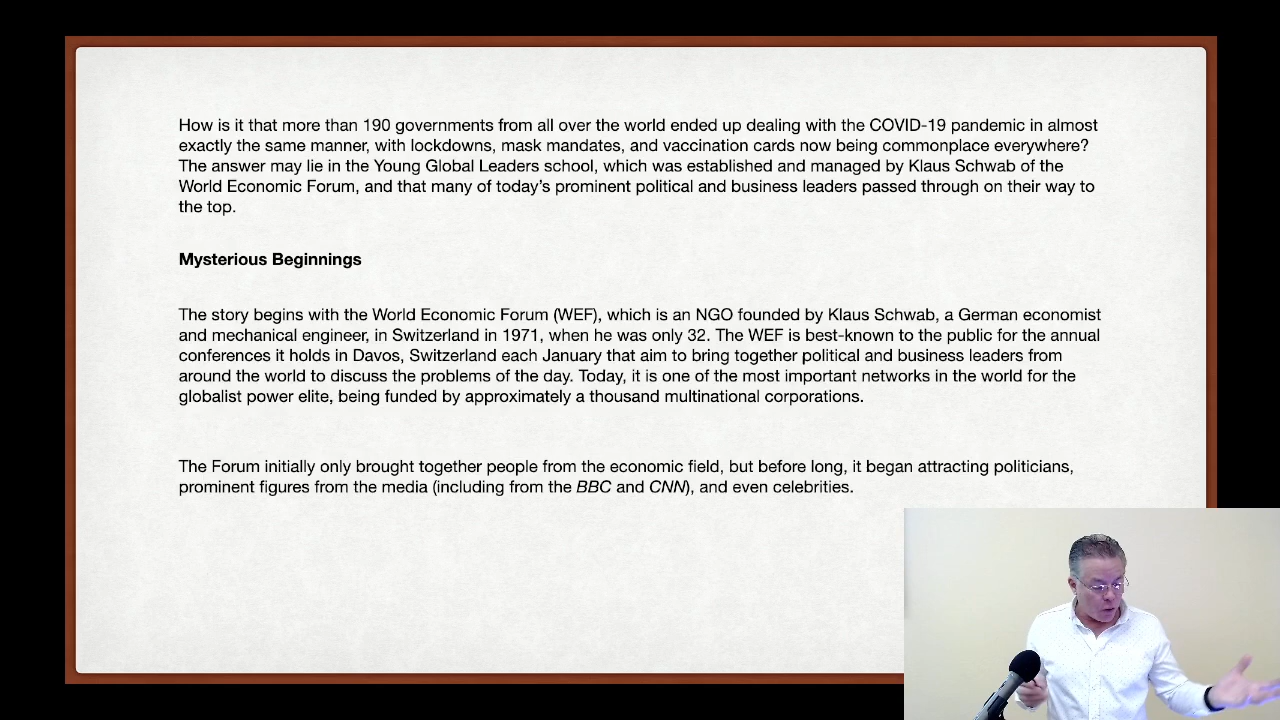 How is it that more than 190 governments from all over the world ended up dealing with the COVID-19 pandemic in almost
exactly the same manner, with lockdowns, mask mandates, and vaccination cards now being commonplace everywhere?
The answer may lie in the Young Global Leaders school, which was established and managed by Klaus Schwab of the
World Economic Forum, and that many of today's prominent political and business leaders passed through on their way to
the top.
Mysterious Beginnings
The story begins with the World Economic Forum (WEF), which is an NGO founded by Klaus Schwab, a German economist
and mechanical engineer, in Switzerland in 1971, when he was only 32. The WEF is best-known to the public for the annual
conferences it holds in Davos, Switzerland each January that aim to bring together political and business leaders from
around the world to discuss the problems of the day. Today, it is one of the most important networks in the world for the
globalist power elite, being funded by approximately a thousand multinational corporations.
The Forum initially only brought together people from the economic field, but before long, it began attracting politicians,
prominent figures from the media (including from the BBC and CNN), and even celebrities.